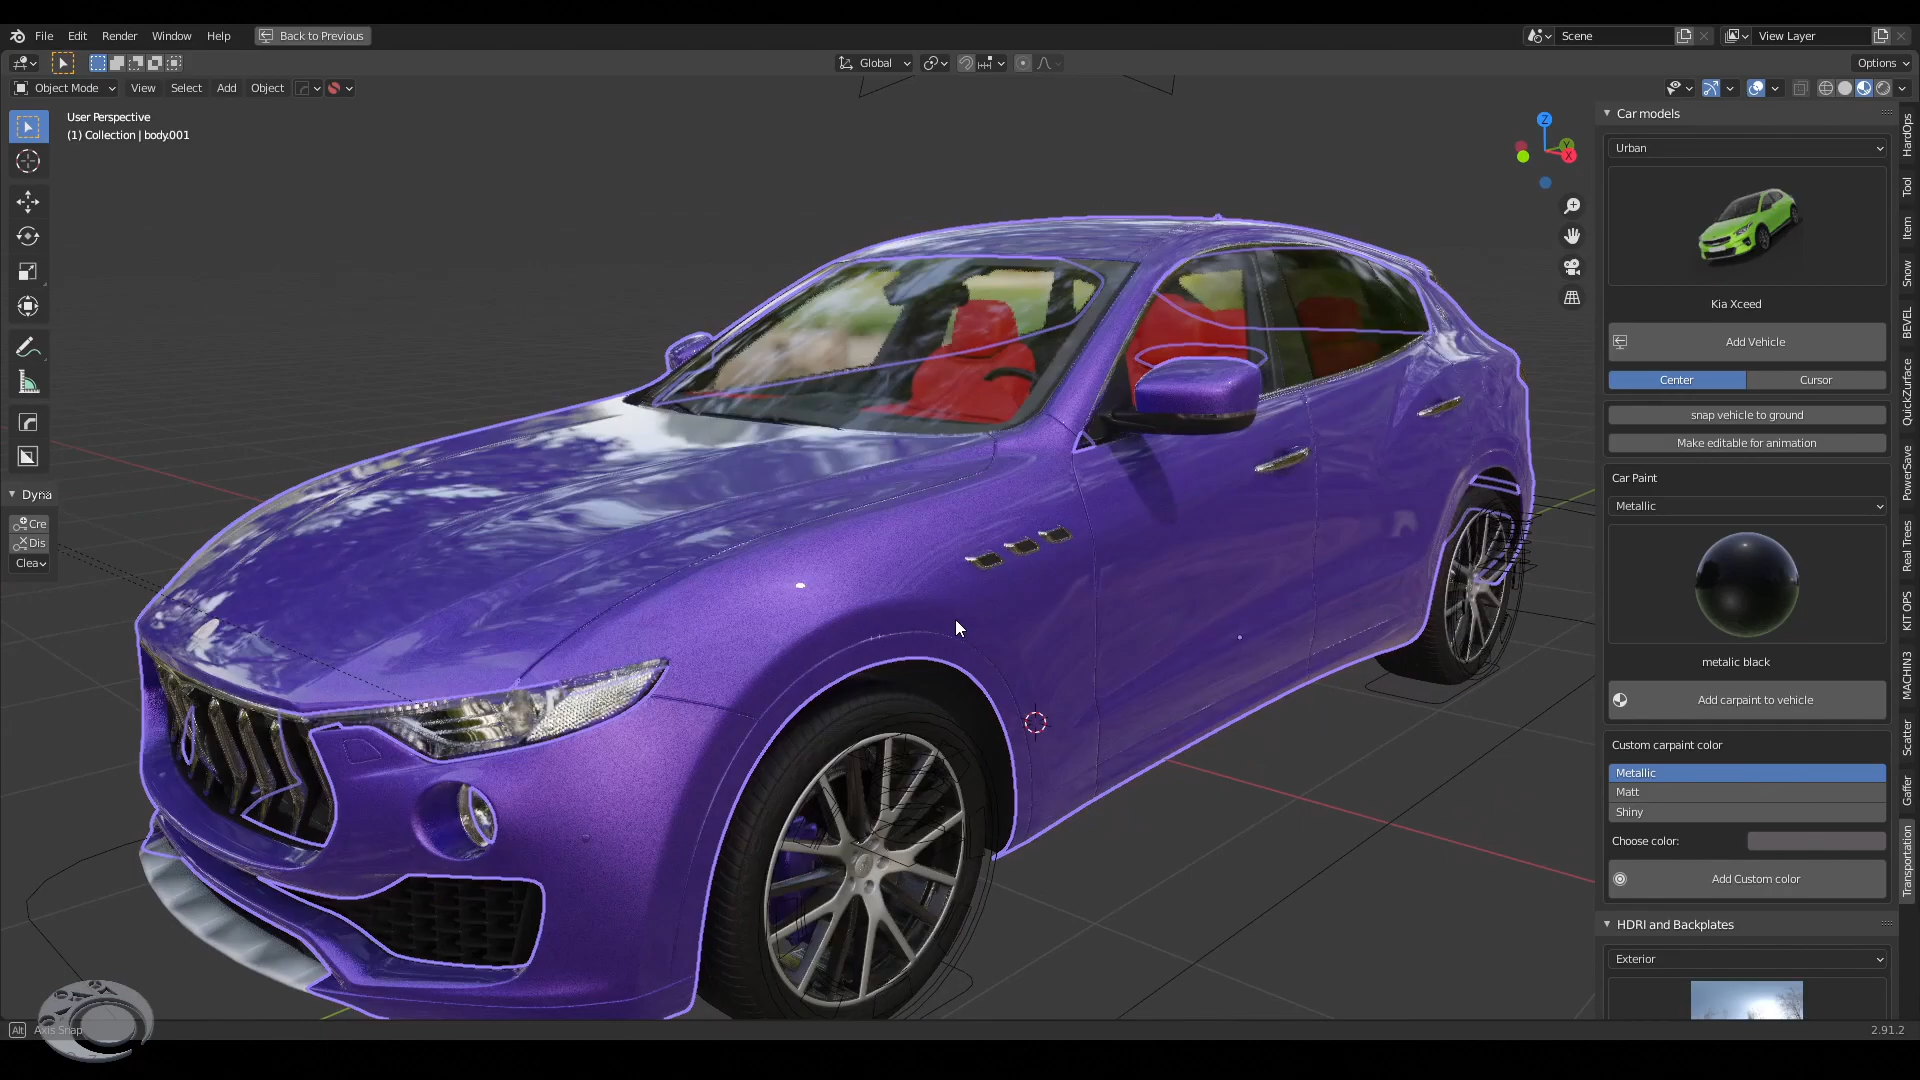 File Edit Render Window Help Back to Previous Scene View Layer
Global Options
Object Mode View Select Add Object
User Perspective
(1) Collection | body.001
Z
Y
X
Dyna
Cre
Dis
Clea
Car models
Urban
Kia Xceed
Add Vehicle
Center Cursor
snap vehicle to ground
Make editable for animation
Car Paint
Metallic
metalic black
Add carpaint to vehicle
Custom carpaint color
Metallic
Matt
Shiny
Choose color:
Add Custom color
HDRI and Backplates
Exterior
HardOps
Tool
Item
Snow
BEVEL
QuickZurface
PowerSave
Real Trees
KIT OPS
MACHIN3
Scatter
Gaffer
Transportation
Alt Axis Snap
2.91.2